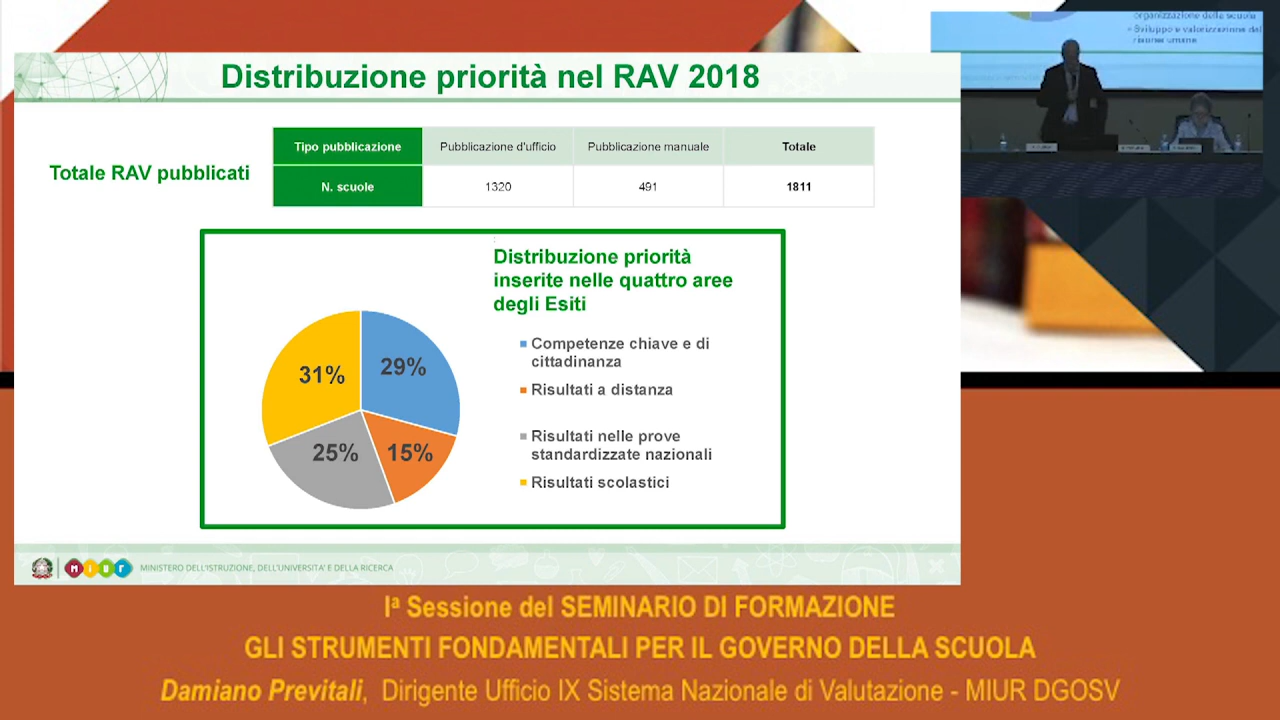 organizzazione della scuola
Sviluppo e valorizzazione del
risorse umane
Distribuzione priorità nel RAV 2018
Totale RAV pubblicati
Tipo pubblicazione Pubblicazione d'ufficio Pubblicazione manuale Totale
N. scuole 1320 491 1811
Distribuzione priorità
inserite nelle quattro aree
degli Esiti
31% 29% 25% 15%
Competenze chiave e di
cittadinanza
Risultati a distanza
Risultati nelle prove
standardizzate nazionali
Risultati scolastici
MIUR MINISTERO DELL'ISTRUZIONE, DELL'UNIVERSITA' E DELLA RICERCA
Iª Sessione del SEMINARIO DI FORMAZIONE
GLI STRUMENTI FONDAMENTALI PER IL GOVERNO DELLA SCUOLA
Damiano Previtali, Dirigente Ufficio IX Sistema Nazionale di Valutazione - MIUR DGOSV